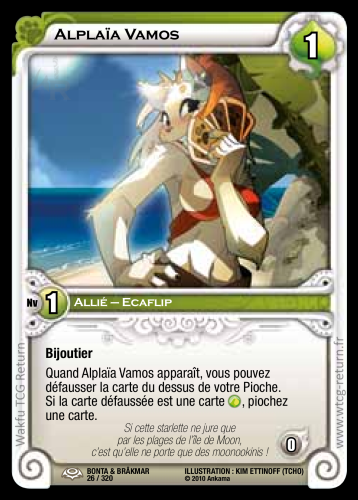 Alplaïa Vamos
1
Nv 1 Allié – Ecaflip
Bijoutier
Quand Alplaïa Vamos apparaît, vous pouvez
défausser la carte du dessus de votre Pioche.
Si la carte défaussée est une carte , piochez
une carte.
Si cette starlette ne jure que
par les plages de l'île de Moon,
c'est qu'elle ne porte que des moonookinis !
0
BONTA & BRÂKMAR
26 / 320
ILLUSTRATION : KIM ETTINOFF (TCHO)
© 2010 Ankama
Wakfu TCG Return
www.wtcg-return.fr